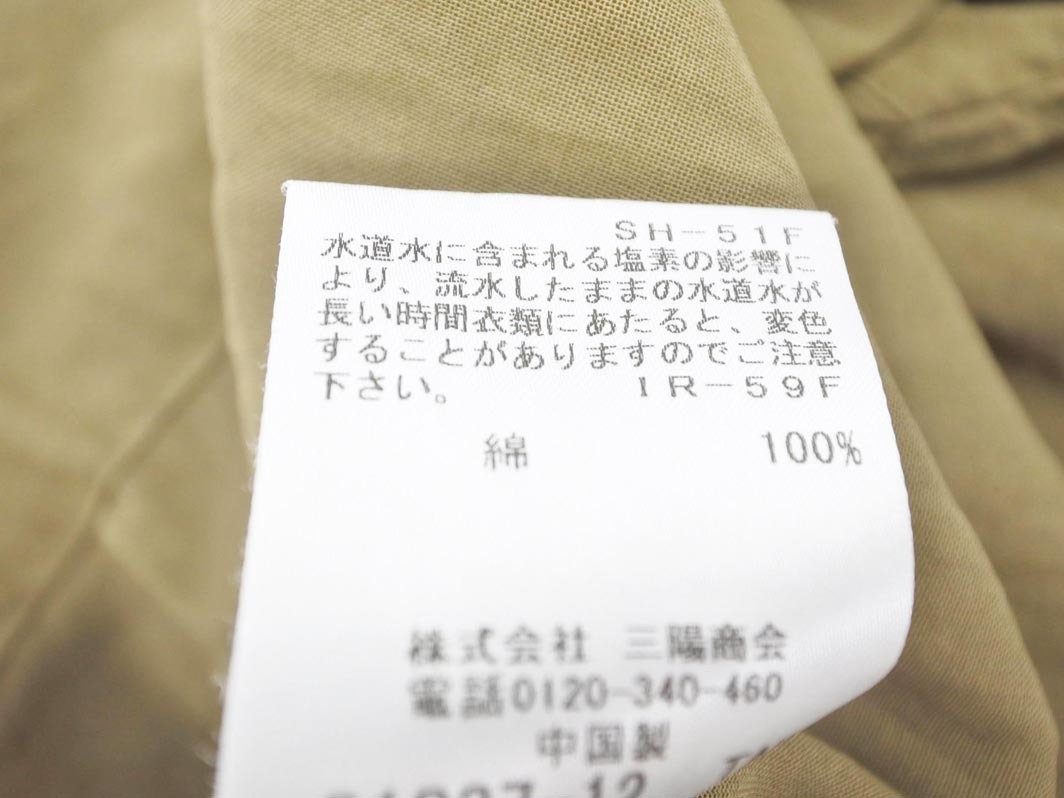 SH-51F
水道水に含まれる塩素の影響に
より、流水したままの水道水が
長い時間衣類にあたると、変色
することがありますのでご注意
下さい。 IR-59F
綿 100%
株式会社 三陽商会
電話0120-340-460
中国製